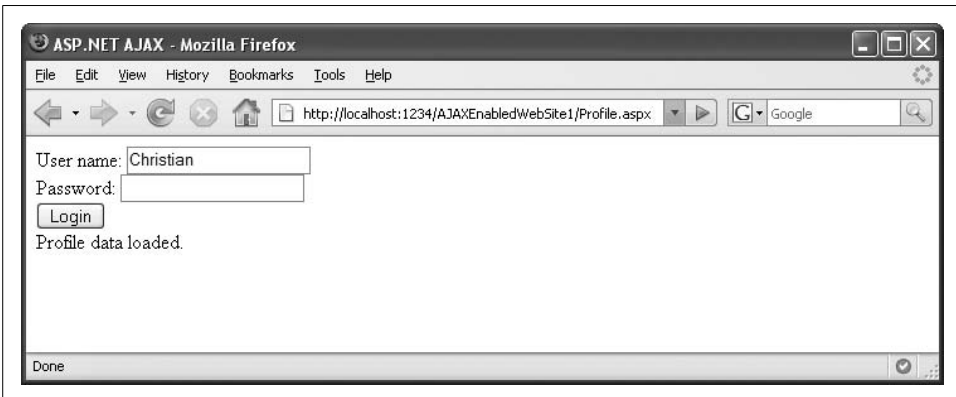 ASP.NET AJAX - Mozilla Firefox
File Edit View History Bookmarks Tools Help
http://localhost:1234/AJAXEnabledWebSite1/Profile.aspx G Google
User name: Christian
Password:
Login
Profile data loaded.
Done